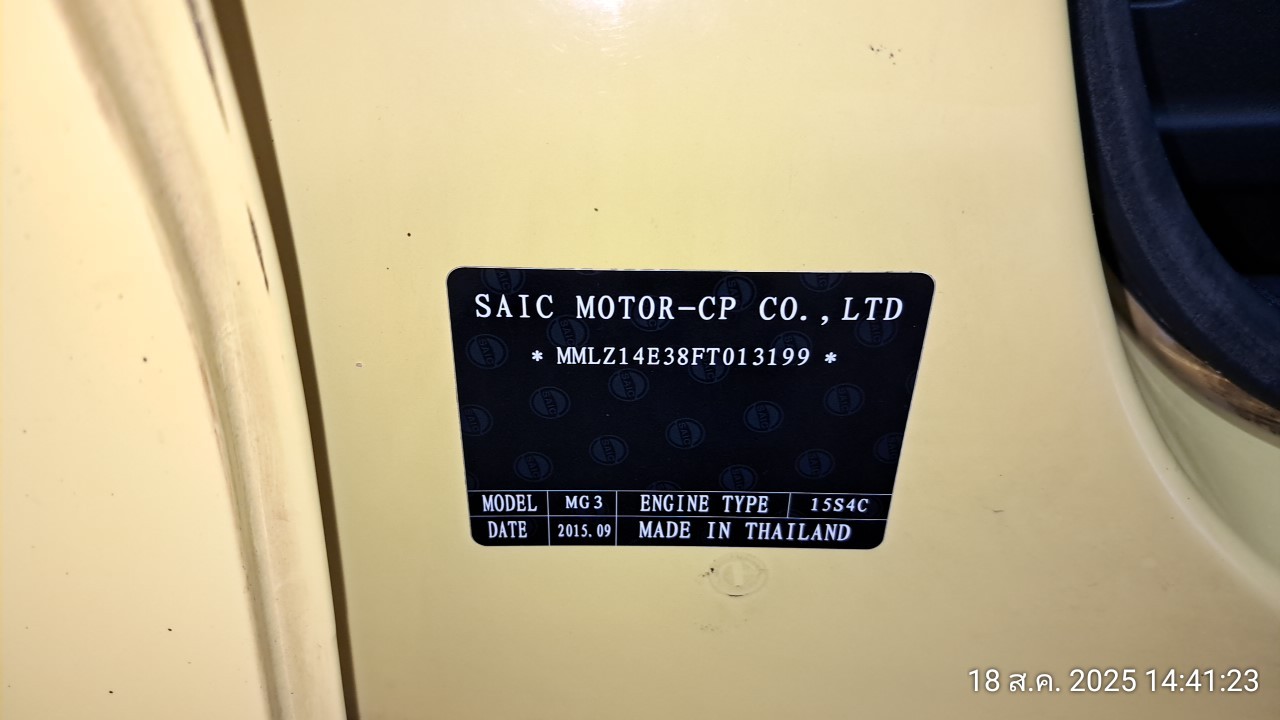 SAIC MOTOR-CP CO.,LTD
* MMLZ14E38FT013199 *
MODEL MG3 ENGINE TYPE 15S4C
DATE 2015.09 MADE IN THAILAND
18 ส.ค. 2025 14:41:23